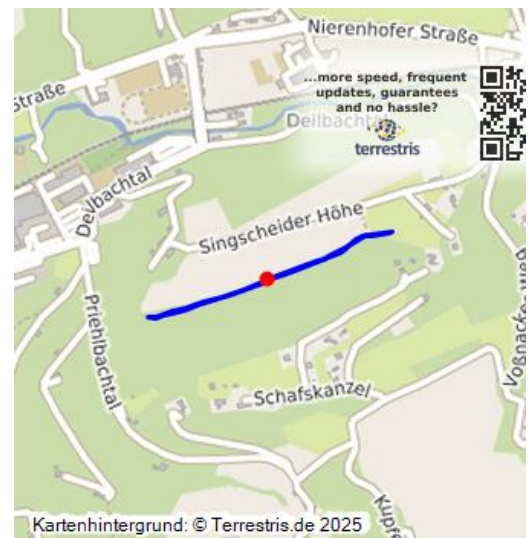 Nierenhofer Straße
Straße
...more speed, frequent
updates, guarantees
and no hassle?
Deilbachtal
terrestris
Deilbachtal
Singscheider Höhe
Priehlbachtal
Schafskanzel
Kupfe
Kartenhintergrund: © Terrestris.de 2025